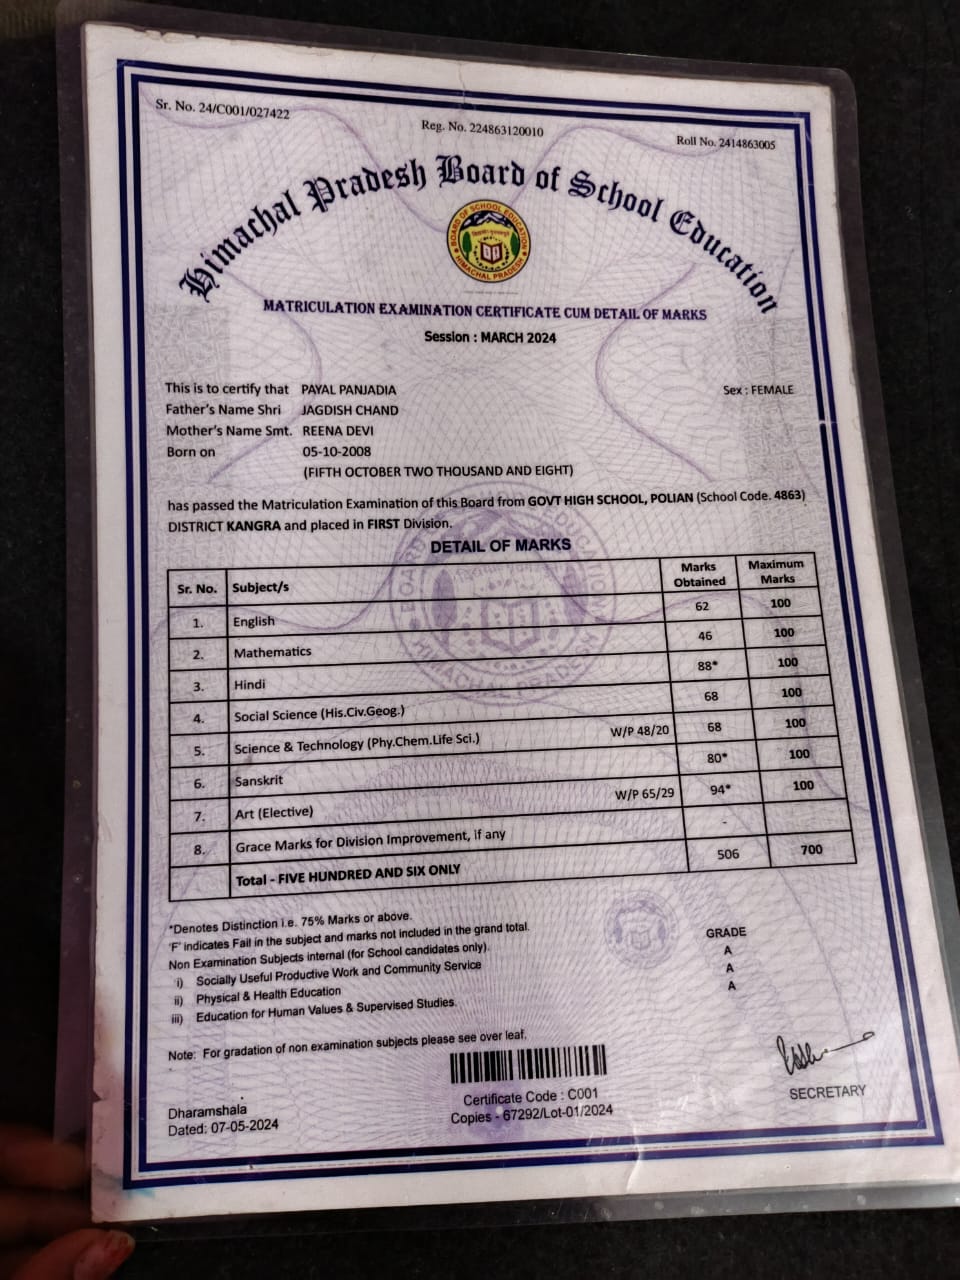 Sr. No. 24/C001/027422
Reg. No. 224863120010
Roll No. 2414863005
Himachal Pradesh Board of School Education
BOARD OF SCHOOL EDUCATION
HIMACHAL PRADESH
MATRICULATION EXAMINATION CERTIFICATE CUM DETAIL OF MARKS
Session : MARCH 2024
This is to certify that PAYAL PANJADIA Sex : FEMALE
Father's Name Shri JAGDISH CHAND
Mother's Name Smt. REENA DEVI
Born on 05-10-2008
(FIFTH OCTOBER TWO THOUSAND AND EIGHT)
has passed the Matriculation Examination of this Board from GOVT HIGH SCHOOL, POLIAN (School Code. 4863)
DISTRICT KANGRA and placed in FIRST Division.
DETAIL OF MARKS
Sr. No. Subject/s Marks Obtained Maximum Marks
1. English 62 100
2. Mathematics 46 100
3. Hindi 88* 100
4. Social Science (His.Civ.Geog.) 68 100
5. Science & Technology (Phy.Chem.Life Sci.) W/P 48/20 68 100
6. Sanskrit 80* 100
7. Art (Elective) W/P 65/29 94* 100
8. Grace Marks for Division Improvement, if any -
Total - FIVE HUNDRED AND SIX ONLY 506 700
*Denotes Distinction i.e. 75% Marks or above.
'F' indicates Fail in the subject and marks not included in the grand total.
Non Examination Subjects internal (for School candidates only). GRADE
i) Socially Useful Productive Work and Community Service A
ii) Physical & Health Education A
iii) Education for Human Values & Supervised Studies. A
Note: For gradation of non examination subjects please see over leaf.
Certificate Code : C001
Copies - 67292/Lot-01/2024
SECRETARY
Dharamshala
Dated: 07-05-2024